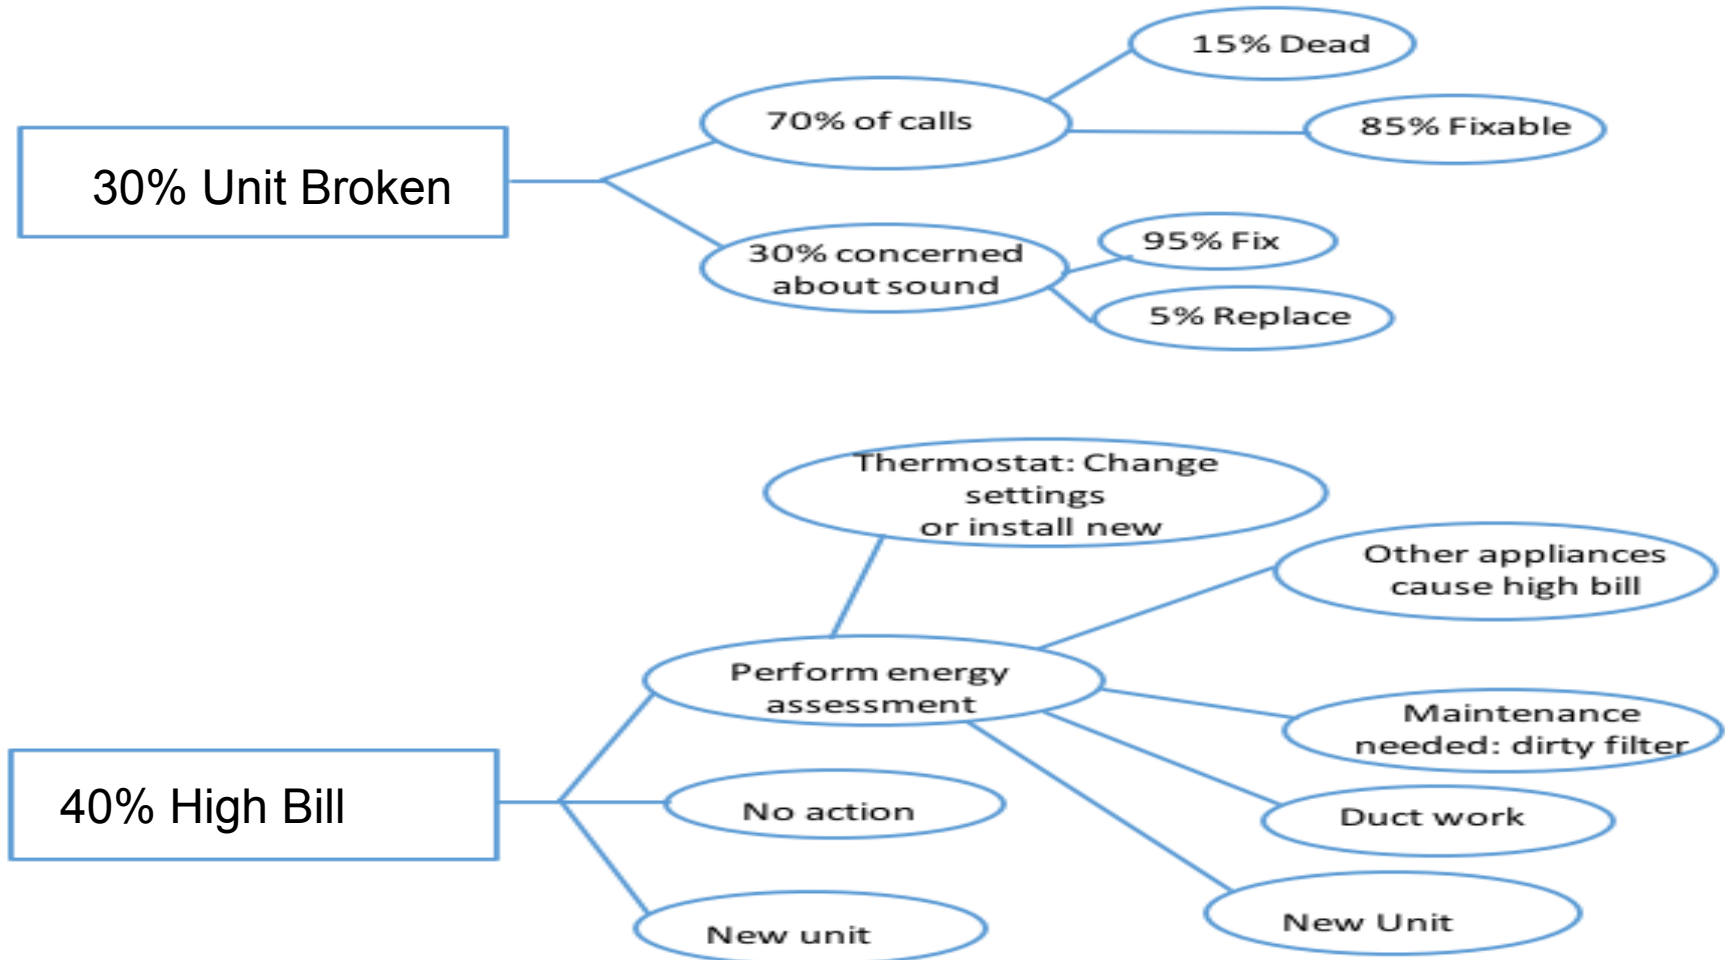 15% Dead
70% of calls
85% Fixable
30% Unit Broken
30% concerned
about sound
95% Fix
5% Replace
Thermostat: Change
settings
or install new
Other appliances
cause high bill
Perform energy
assessment
Maintenance
needed: dirty filter
40% High Bill
No action
Duct work
New unit
New Unit